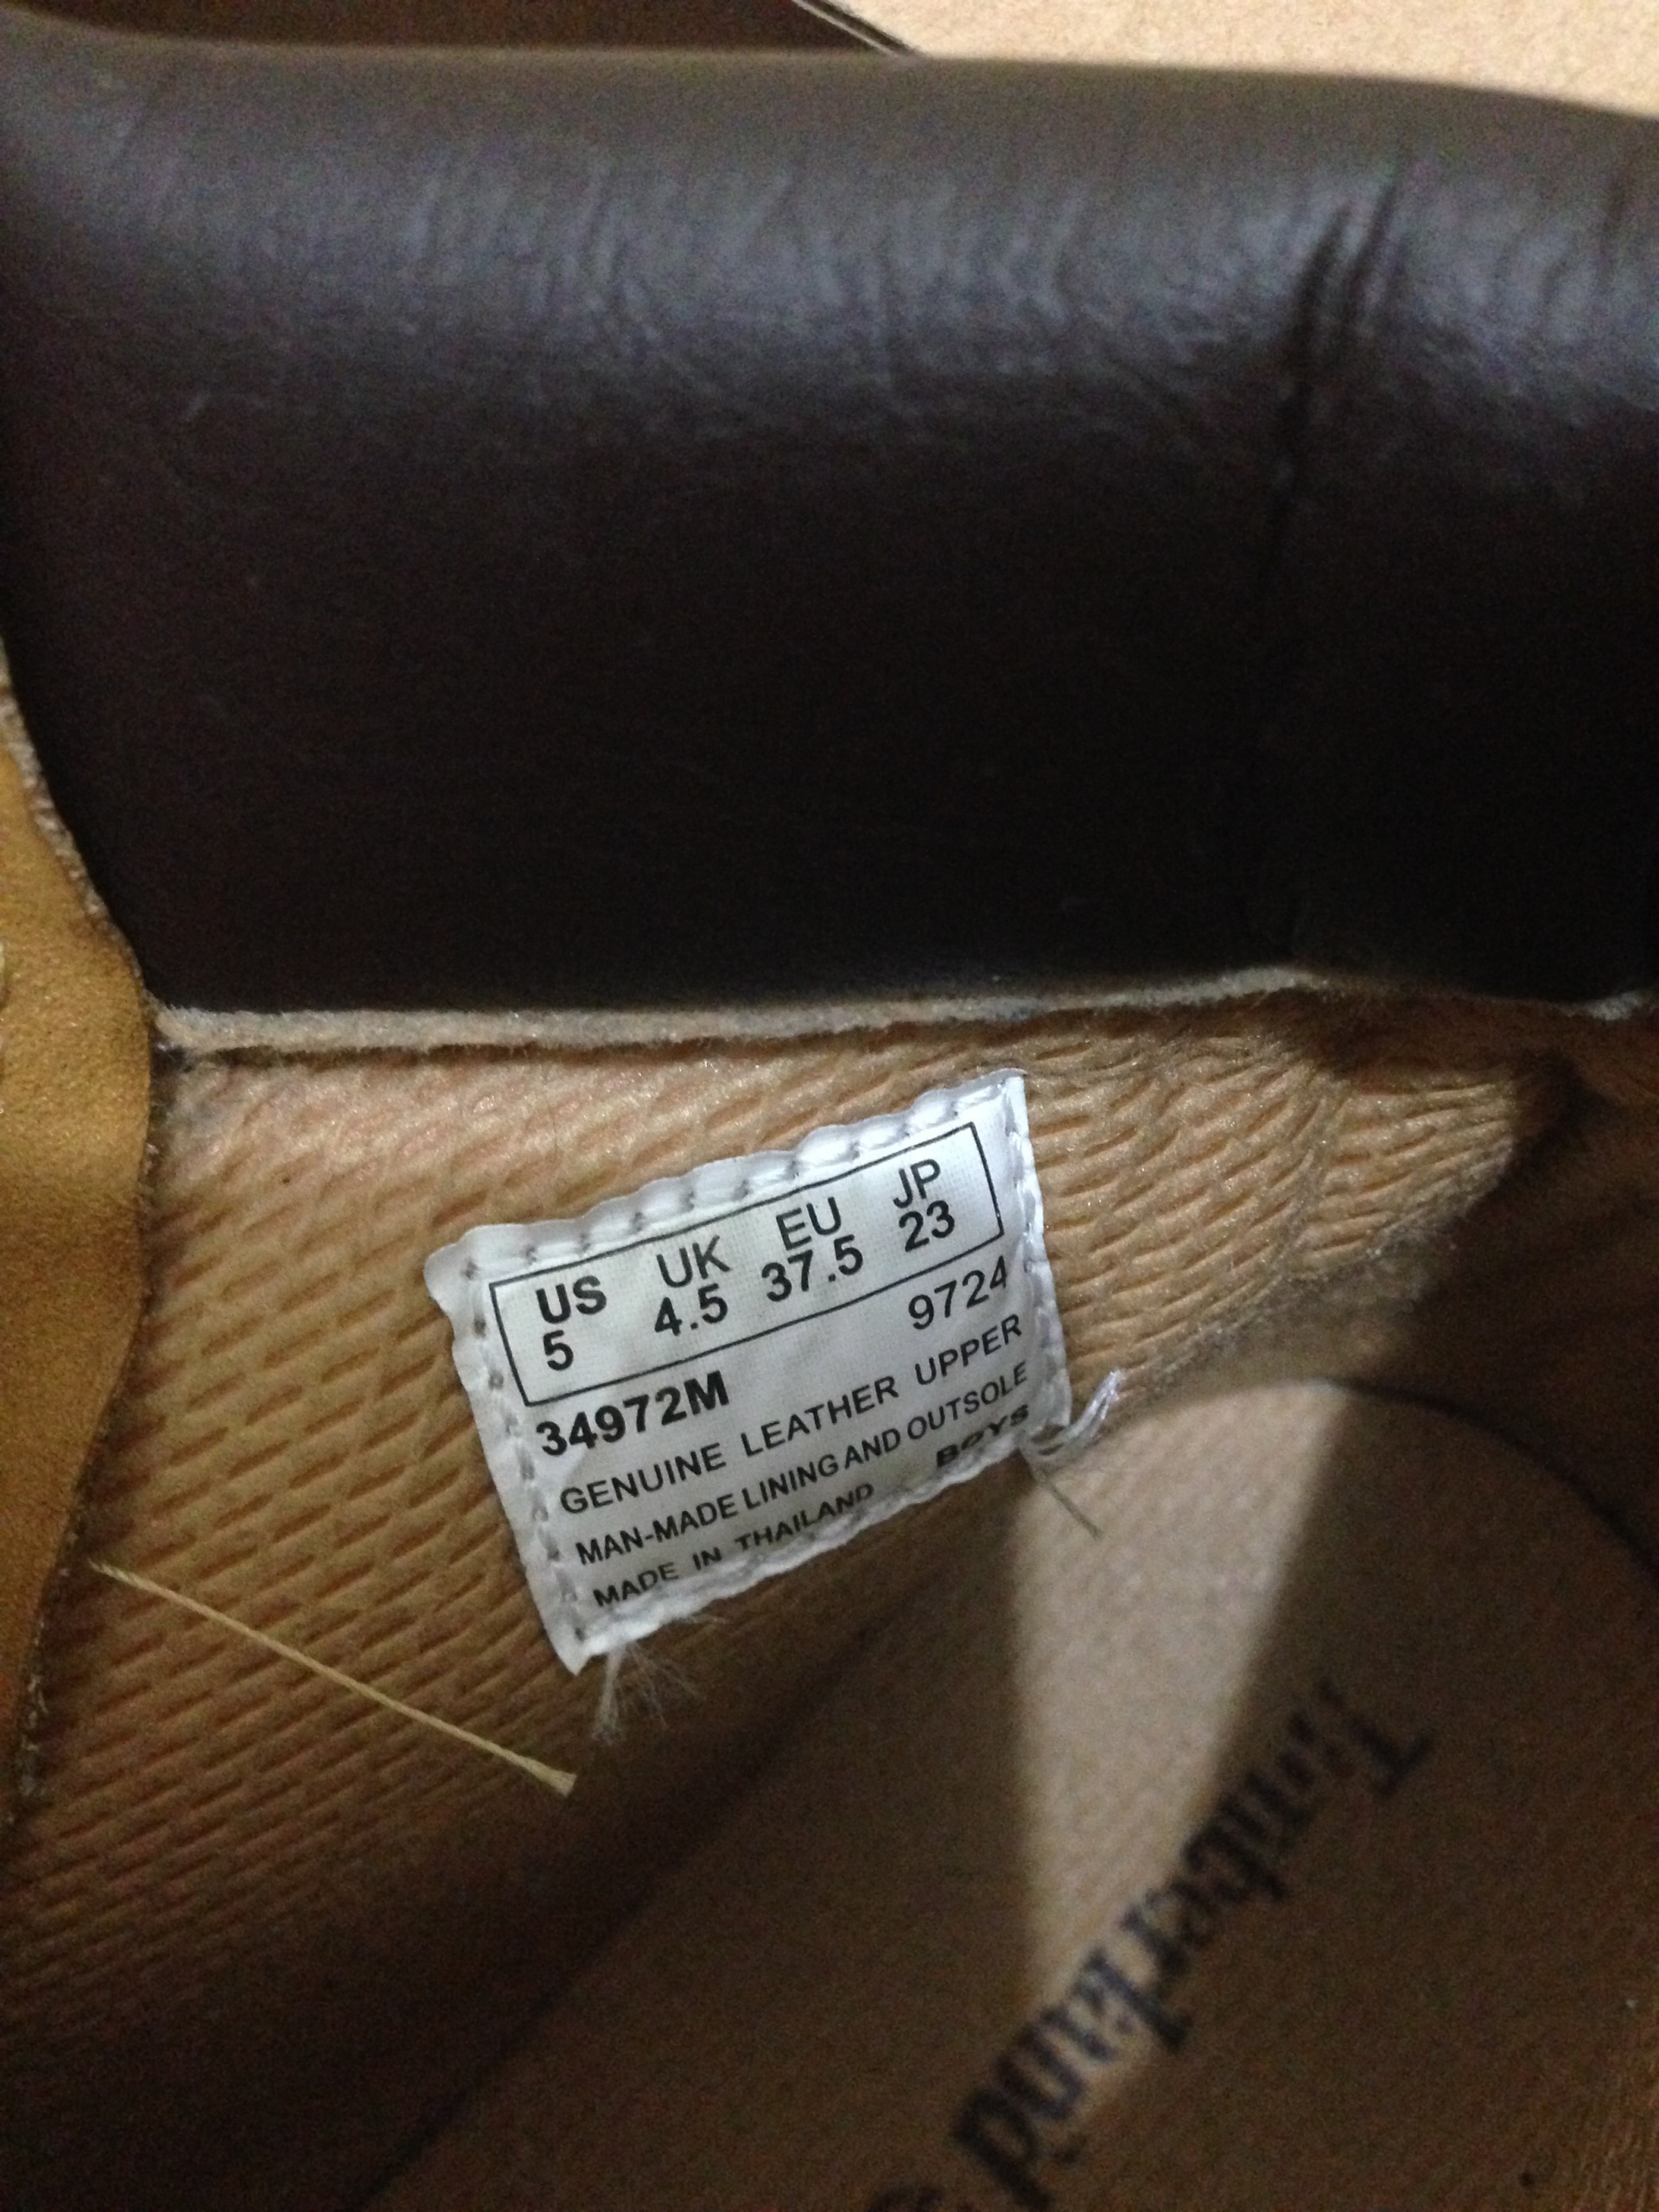 US UK EU JP
5 4.5 37.5 23
34972M 9724
GENUINE LEATHER UPPER
MAN-MADE LINING AND OUTSOLE
MADE IN THAILAND BOYS
Timberland